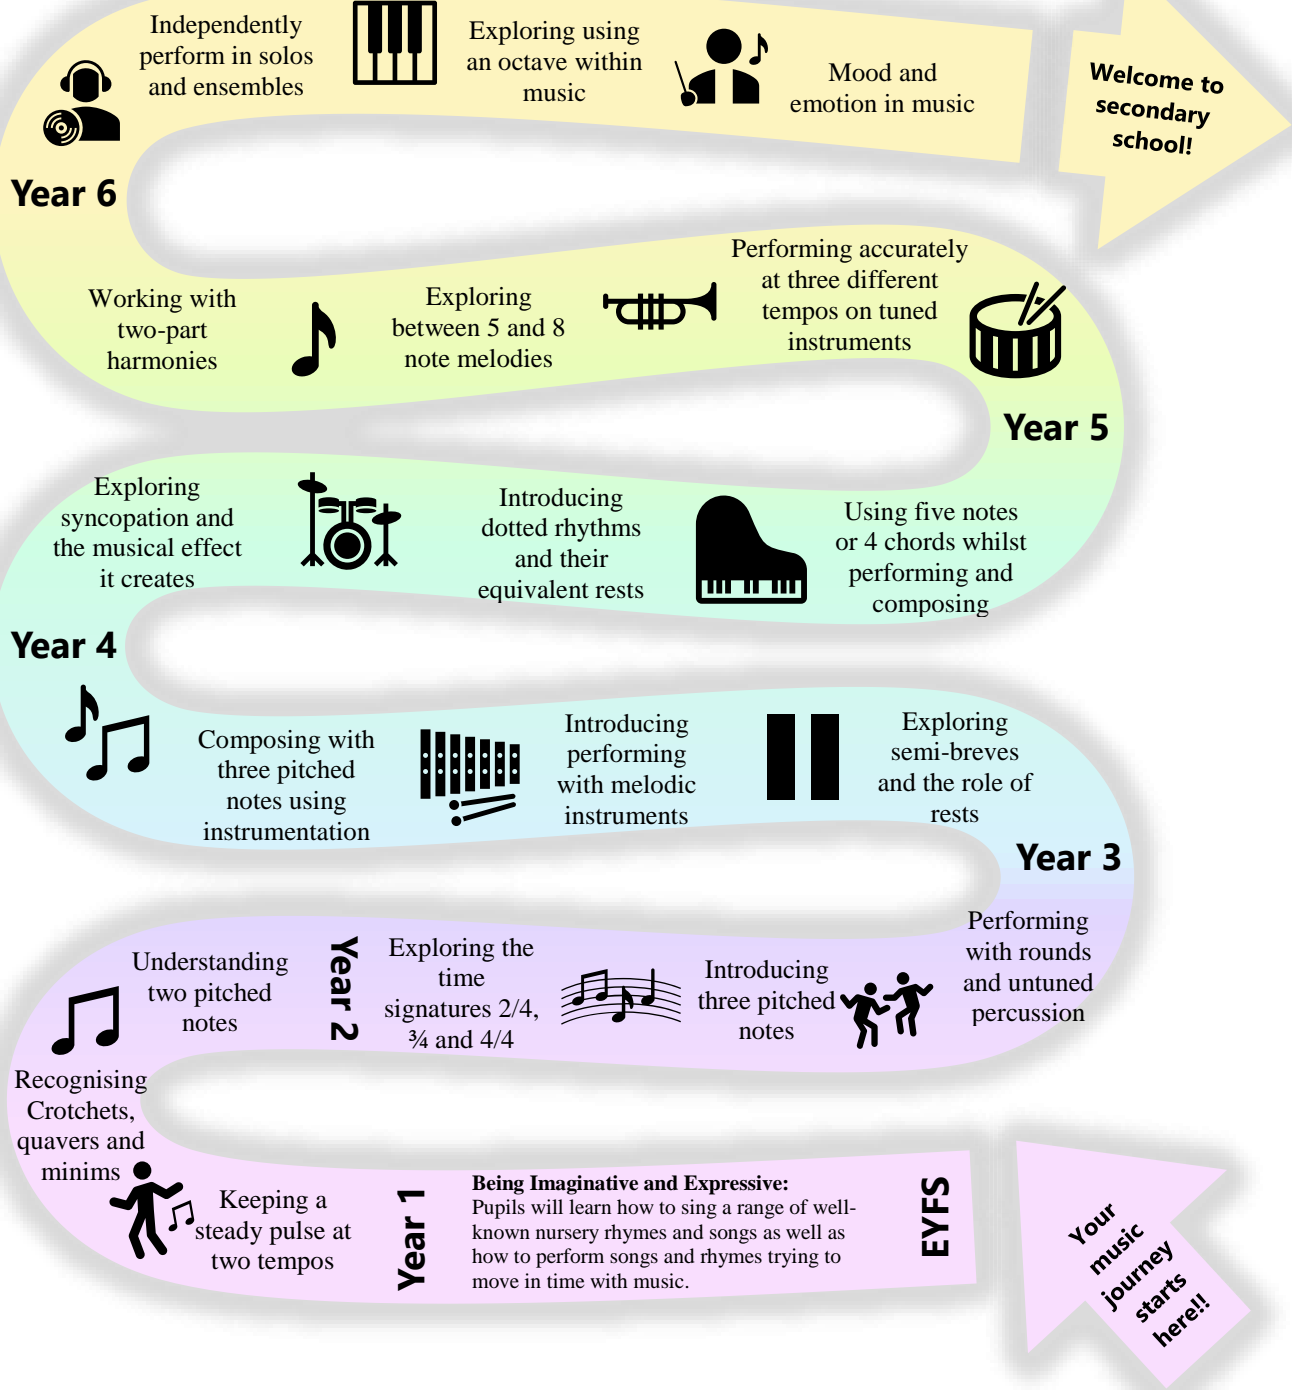 Independently
perform in solos
and ensembles
Exploring using
an octave within
music
Mood and
emotion in music
Welcome to
secondary
school!
Year 6
Working with
two-part
harmonies
Exploring
between 5 and 8
note melodies
Performing accurately
at three different
tempos on tuned
instruments
Year 5
Exploring
syncopation and
the musical effect
it creates
Introducing
dotted rhythms
and their
equivalent rests
Using five notes
or 4 chords whilst
performing and
composing
Year 4
Composing with
three pitched
notes using
instrumentation
Introducing
performing
with melodic
instruments
Exploring
semi-breves
and the role of
rests
Year 3
Understanding
two pitched
notes
Year 2
Exploring the
time
signatures 2/4,
¾ and 4/4
Introducing
three pitched
notes
Performing
with rounds
and untuned
percussion
Recognising
Crotchets,
quavers and
minims
Keeping a
steady pulse at
two tempos
Year 1
Being Imaginative and Expressive:
Pupils will learn how to sing a range of well-
known nursery rhymes and songs as well as
how to perform songs and rhymes trying to
move in time with music.
EYFS
Your
music
journey
starts
here!!